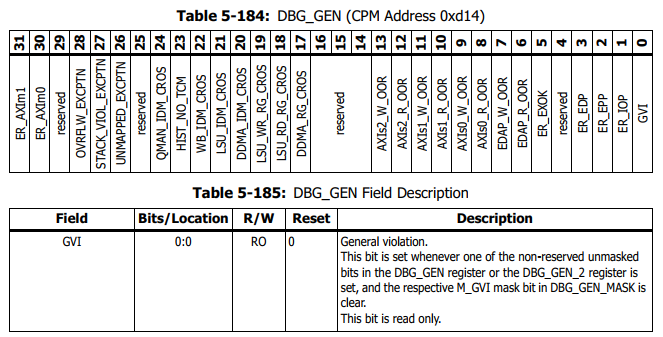 Table 5-184: DBG_GEN (CPM Address 0xd14)
31 30 29 28 27 26 25 24 23 22 21 20 19 18 17 16 15 14 13 12 11 10 9 8 7 6 5 4 3 2 1 0
ER_AXIm1
ER_AXIm0
reserved
OVRFLW_EXCPTN
STACK_VIOL_EXCPTN
UNMAPPED_EXCPTN
reserved
QMAN_IDM_CROS
HIST_NO_TCM
WB_IDM_CROS
LSU_IDM_CROS
DDMA_IDM_CROS
LSU_WR_RG_CROS
LSU_RD_RG_CROS
DDMA_RG_CROS
reserved
AXIs2_W_OOR
AXIs2_R_OOR
AXIs1_W_OOR
AXIs1_R_OOR
AXIs0_W_OOR
AXIs0_R_OOR
EDAP_W_OOR
EDAP_R_OOR
ER_EXOK
reserved
ER_EDP
ER_EPP
ER_IOP
GVI
Table 5-185: DBG_GEN Field Description
Field Bits/Location R/W Reset Description
GVI 0:0 RO 0 General violation.
This bit is set whenever one of the non-reserved unmasked
bits in the DBG_GEN register or the DBG_GEN_2 register is
set, and the respective M_GVI mask bit in DBG_GEN_MASK is
clear.
This bit is read only.